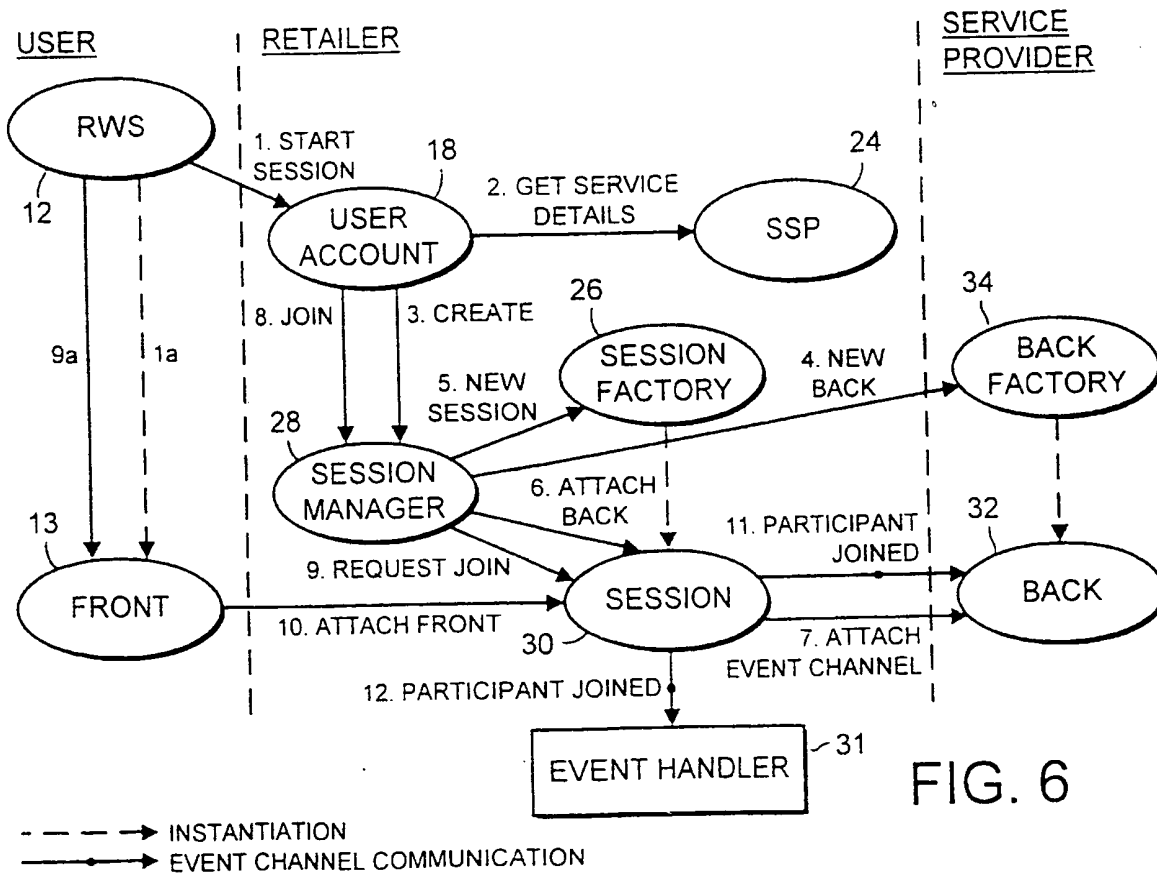 USER
RETAILER
SERVICE
PROVIDER
RWS
12
1. START
SESSION
18
USER
ACCOUNT
2. GET SERVICE
DETAILS
24
SSP
9a
1a
8. JOIN
3. CREATE
26
SESSION
FACTORY
5. NEW
SESSION
4. NEW
BACK
34
BACK
FACTORY
28
SESSION
MANAGER
6. ATTACH
BACK
9. REQUEST JOIN
13
FRONT
10. ATTACH FRONT
SESSION
30
11. PARTICIPANT
JOINED
32
BACK
7. ATTACH
EVENT CHANNEL
12. PARTICIPANT JOINED
EVENT HANDLER
31
FIG. 6
INSTANTIATION
EVENT CHANNEL COMMUNICATION